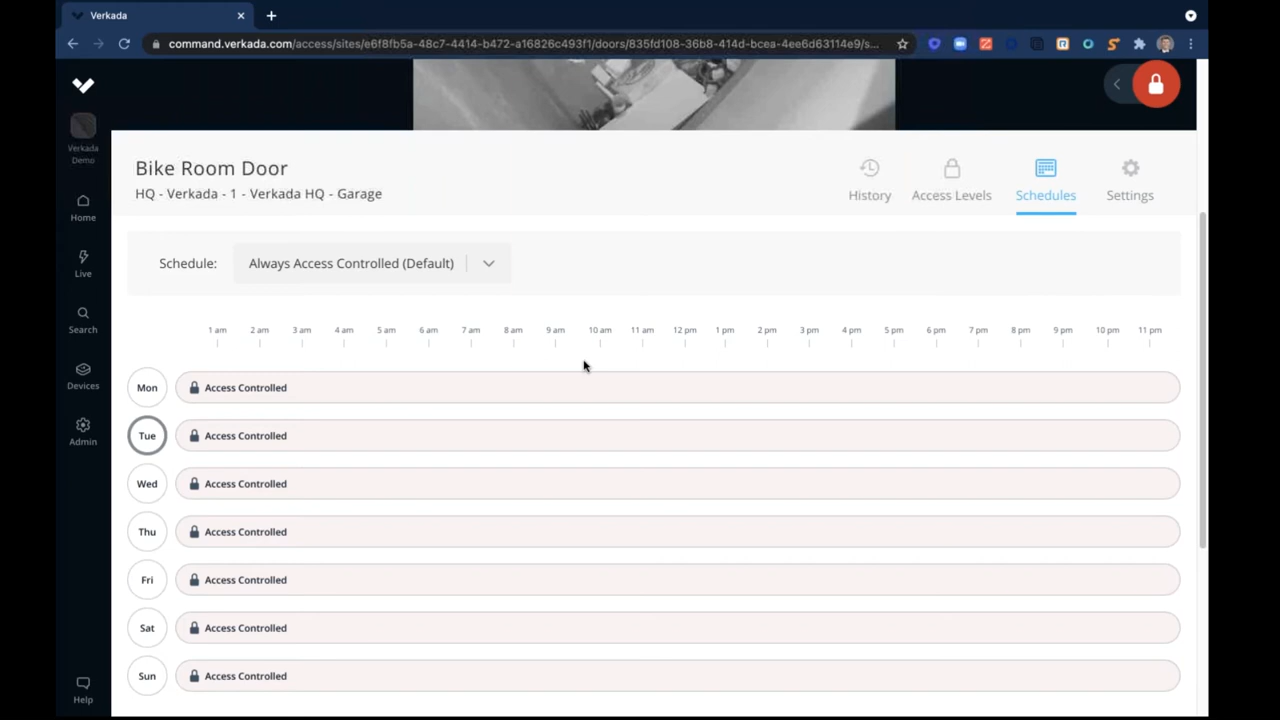 Verkada
command.verkada.com/access/sites/e6f8fb5a-48c7-4414-b472-a16826c493f1/doors/835fd108-36b8-414d-bcea-4ee6d63114e9/s...
Verkada
Demo
Home
Live
Search
Devices
Admin
Help
Bike Room Door
HQ - Verkada - 1 - Verkada HQ - Garage
History Access Levels Schedules Settings
Schedule: Always Access Controlled (Default)
1 am 2 am 3 am 4 am 5 am 6 am 7 am 8 am 9 am 10 am 11 am 12 pm 1 pm 2 pm 3 pm 4 pm 5 pm 6 pm 7 pm 8 pm 9 pm 10 pm 11 pm
Mon Access Controlled
Tue Access Controlled
Wed Access Controlled
Thu Access Controlled
Fri Access Controlled
Sat Access Controlled
Sun Access Controlled